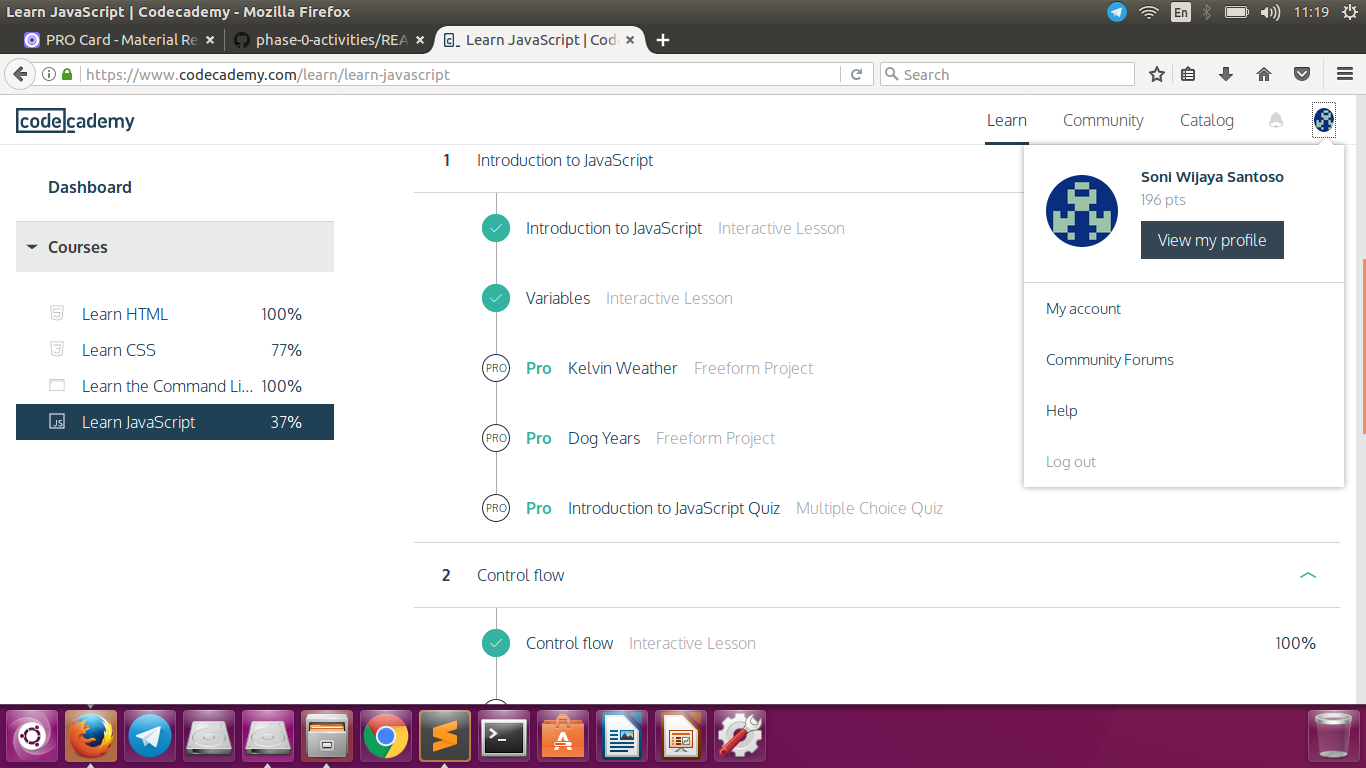 Learn JavaScript | Codecademy - Mozilla Firefox
En
11:19
PRO Card - Material Re
phase-0-activities/REA
Learn JavaScript | Cod
https://www.codecademy.com/learn/learn-javascript
Search
codecademy
Learn
Community
Catalog
Dashboard
Courses
Learn HTML 100%
Learn CSS 77%
Learn the Command Li... 100%
JS Learn JavaScript 37%
1 Introduction to JavaScript
Introduction to JavaScript Interactive Lesson
Variables Interactive Lesson
PRO Pro Kelvin Weather Freeform Project
PRO Pro Dog Years Freeform Project
PRO Pro Introduction to JavaScript Quiz Multiple Choice Quiz
2 Control flow
Control flow Interactive Lesson 100%
Soni Wijaya Santoso
196 pts
View my profile
My account
Community Forums
Help
Log out